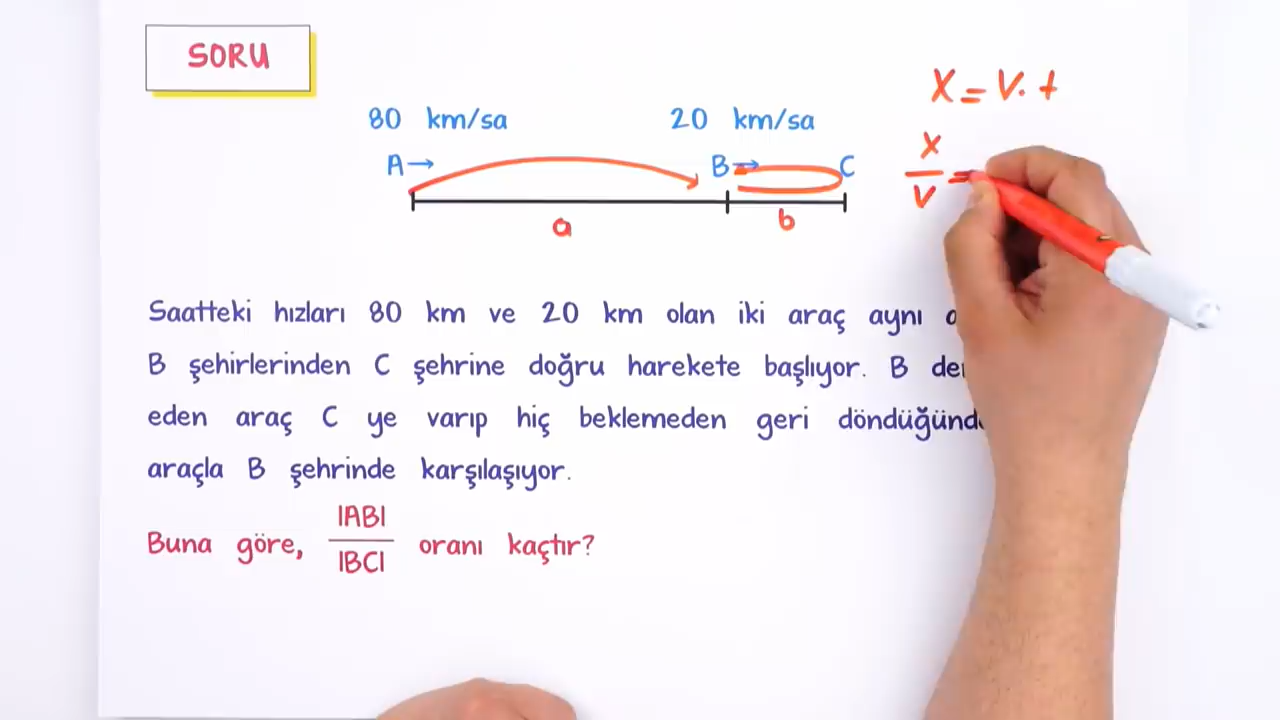 SORU
X = V. t
80 km/sa 20 km/sa
X
A→ B→ C
V =
a b
Saatteki hızları 80 km ve 20 km olan iki araç aynı
B şehirlerinden C şehrine doğru harekete başlıyor. B
eden araç C ye varıp hiç beklemeden geri
araçla B şehrinde karşılaşıyor.
|AB|
Buna göre, oranı kaçtır?
|BC|